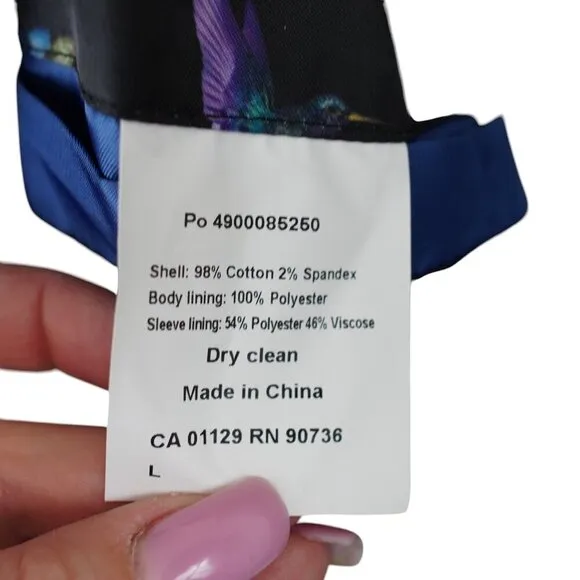 Po 4900085250
Shell: 98% Cotton 2% Spandex
Body lining: 100% Polyester
Sleeve lining: 54% Polyester 46% Viscose
Dry clean
Made in China
CA 01129 RN 90736
L